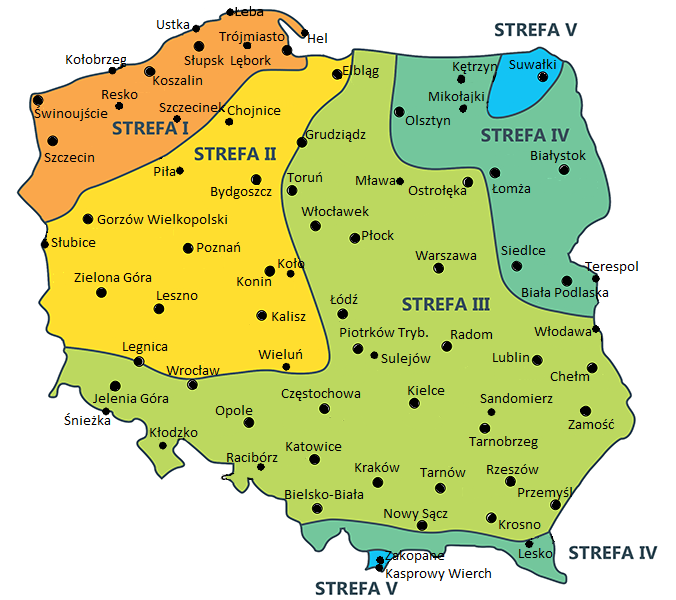 Łeba
Ustka
STREFA V
Trójmiasto
Hel
Kołobrzeg
Słupsk
Lębork
Suwałki
Kętrzyn
Elbląg
Koszalin
Resko
Mikołajki
Szczecinek
Chojnice
Świnoujście
Olsztyn
STREFA I
Grudziądz
STREFA IV
STREFA II
Szczecin
Białystok
Piła
Toruń
Mława
Ostrołęka
Łomża
Bydgoszcz
Włocławek
Gorzów Wielkopolski
Płock
Słubice
Poznań
Siedlce
Warszawa
Koło
Terespol
Zielona Góra
Konin
Biała Podlaska
Leszno
Łódź
STREFA III
Kalisz
Piotrków Tryb.
Radom
Włodawa
Legnica
Wieluń
Sulejów
Lublin
Wrocław
Chełm
Jelenia Góra
Częstochowa
Kielce
Sandomierz
Śnieżka
Opole
Zamość
Kłodzko
Tarnobrzeg
Katowice
Racibórz
Kraków
Tarnów
Rzeszów
Bielsko-Biała
Przemyśl
Nowy Sącz
Krosno
Zakopane
Lesko
STREFA IV
Kasprowy Wierch
STREFA V